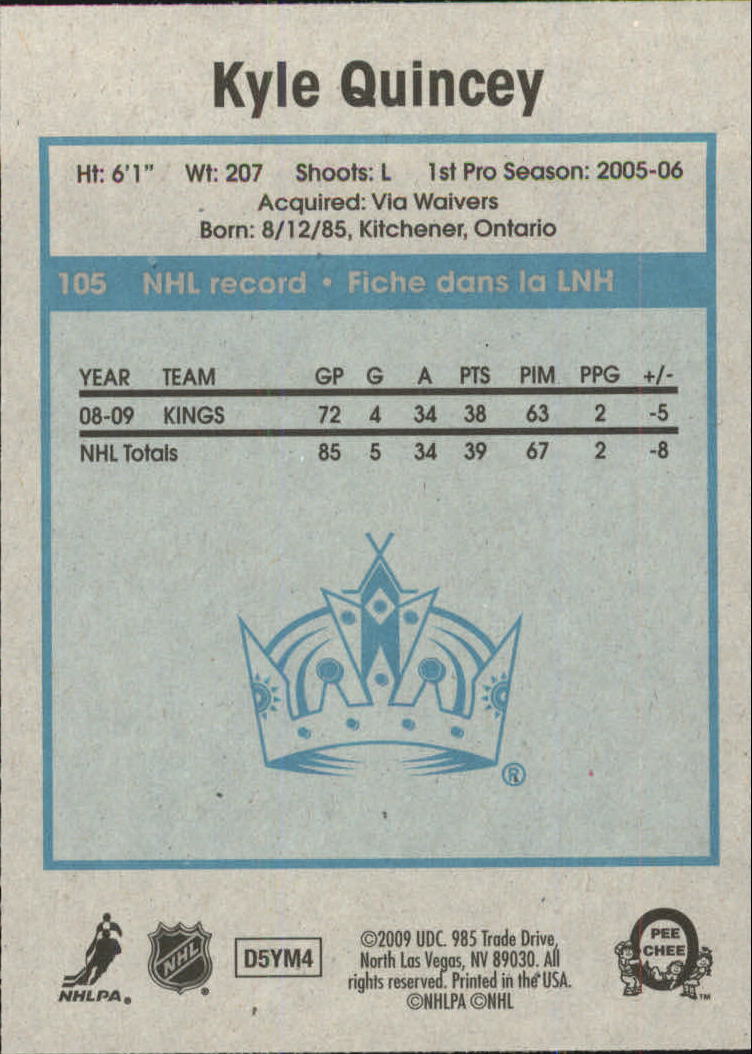 Kyle Quincey
Ht: 6'1" Wt: 207 Shoots: L 1st Pro Season: 2005-06
Acquired: Via Waivers
Born: 8/12/85, Kitchener, Ontario
105 NHL record • Fiche dans la LNH
YEAR TEAM GP G A PTS PIM PPG +/-
08-09 KINGS 72 4 34 38 63 2 -5
NHL Totals 85 5 34 39 67 2 -8
®
NHLPA®
NHL®
D5YM4
©2009 UDC. 985 Trade Drive,
North Las Vegas, NV 89030. All
rights reserved. Printed in the USA.
©NHLPA ©NHL
O
PEE
CHEE
™